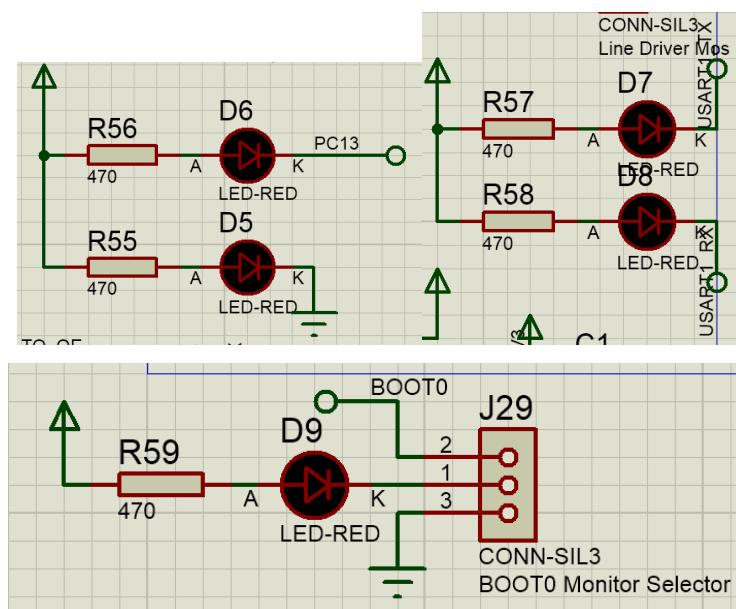 D6
R56
PC13
A
K
470
LED-RED
D5
R55
A
K
470
LED-RED
CONN-SIL3
Line Driver Mos
USART1 TX
D7
R57
A
K
470
LED-RED
D8
R58
A
K
470
LED-RED
USART1 RX
C1
BOOT0
J29
D9
R59
2
1
3
A
K
470
LED-RED
CONN-SIL3
BOOT0 Monitor Selector